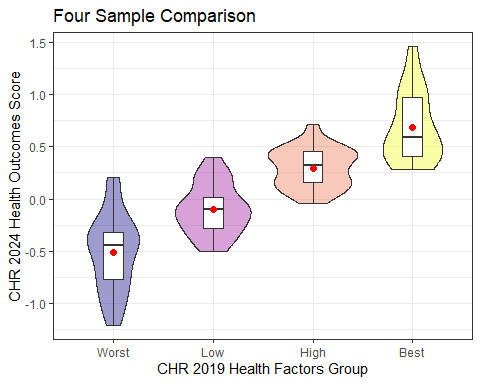 Four Sample Comparison
CHR 2024 Health Outcomes Score
1.5
1.0
0.5
0.0
-0.5
-1.0
Worst Low High Best
CHR 2019 Health Factors Group